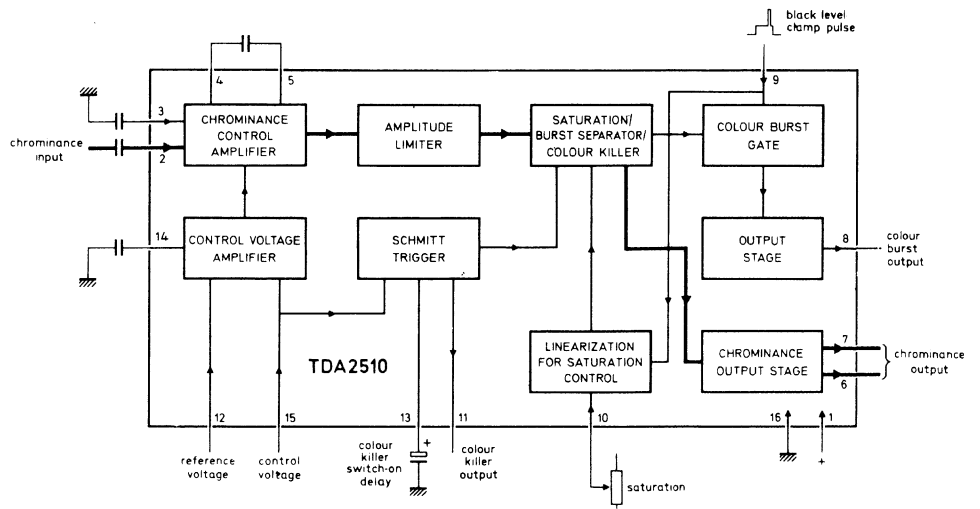 black level
clamp pulse
4
5
9
3
chrominance
input
2
CHROMINANCE
CONTROL
AMPLIFIER
AMPLITUDE
LIMITER
SATURATION/
BURST SEPARATOR/
COLOUR KILLER
COLOUR BURST
GATE
14
CONTROL VOLTAGE
AMPLIFIER
SCHMITT
TRIGGER
OUTPUT
STAGE
8
colour
burst
output
TDA2510
LINEARIZATION
FOR SATURATION
CONTROL
CHROMINANCE
OUTPUT STAGE
7
6
chrominance
output
12
15
13
11
10
16
1
reference
voltage
control
voltage
+
colour
killer
switch-on
delay
colour
killer
output
saturation
+